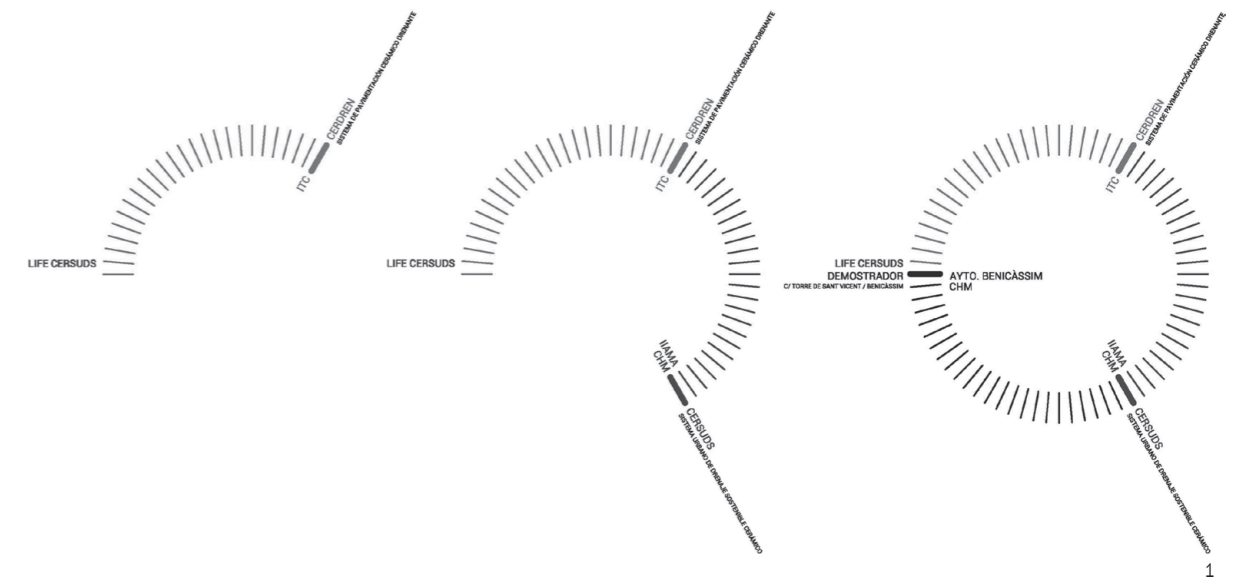 LIFE CERSUDS
ITC
CERDREN
SISTEMA DE PAVIMENTACIÓN CERÁMICO DRENANTE
LIFE CERSUDS
ITC
CERDREN
SISTEMA DE PAVIMENTACIÓN CERÁMICO DRENANTE
IIAMA
CHM
CERSUDS
SISTEMA URBANO DE DRENAJE SOSTENIBLE CERÁMICO
LIFE CERSUDS
DEMOSTRADOR
C/ TORRE DE SANT VICENT / BENICÀSSIM
AYTO. BENICÀSSIM
CHM
ITC
CERDREN
SISTEMA DE PAVIMENTACIÓN CERÁMICO DRENANTE
IIAMA
CHM
CERSUDS
SISTEMA URBANO DE DRENAJE SOSTENIBLE CERÁMICO
1